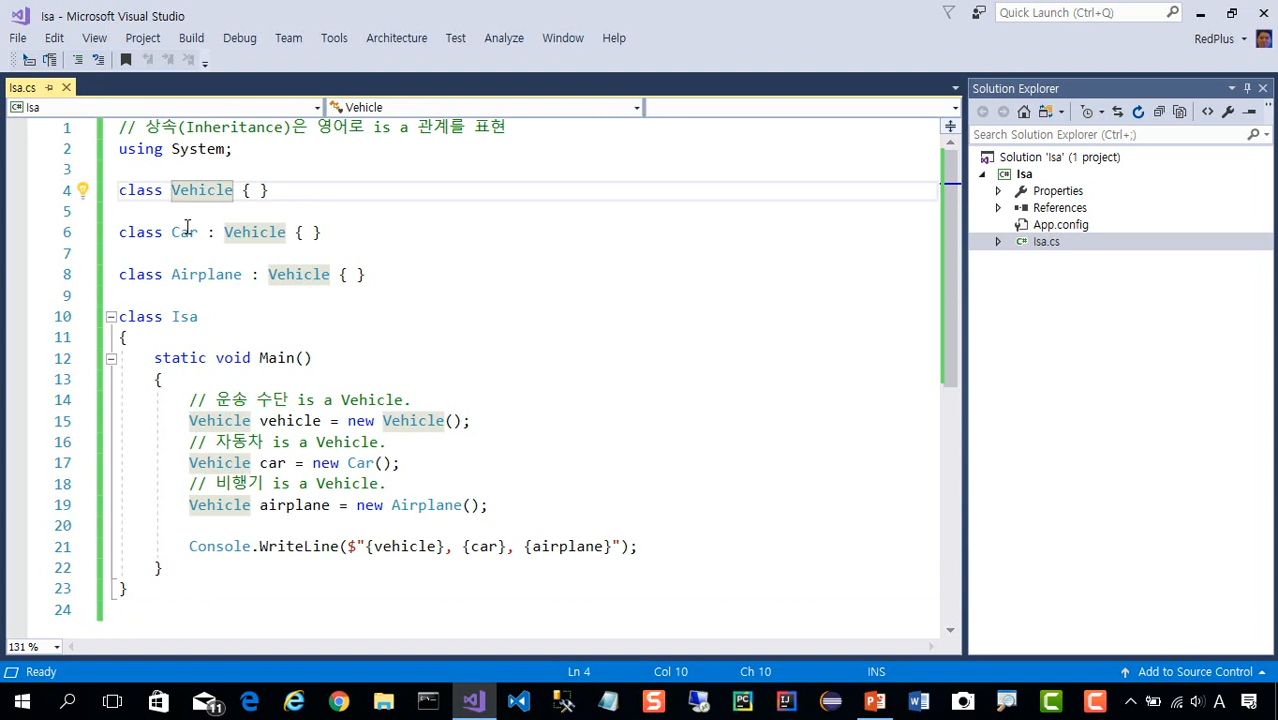 Isa - Microsoft Visual Studio
Quick Launch (Ctrl+Q)
File Edit View Project Build Debug Team Tools Architecture Test Analyze Window Help
RedPlus
Isa.cs
Solution Explorer
Isa Vehicle
Search Solution Explorer (Ctrl+;)
1 // 상속(Inheritance)은 영어로 is a 관계를 표현
2 using System;
3
4 class Vehicle { }
5
6 class Car : Vehicle { }
7
8 class Airplane : Vehicle { }
9
10 class Isa
11 {
12 static void Main()
13 {
14 // 운송 수단 is a Vehicle.
15 Vehicle vehicle = new Vehicle();
16 // 자동차 is a Vehicle.
17 Vehicle car = new Car();
18 // 비행기 is a Vehicle.
19 Vehicle airplane = new Airplane();
20
21 Console.WriteLine($"{vehicle}, {car}, {airplane}");
22 }
23 }
24
Solution 'Isa' (1 project)
Isa
Properties
References
App.config
Isa.cs
131 %
Ready Ln 4 Col 10 Ch 10 INS Add to Source Control
11
A